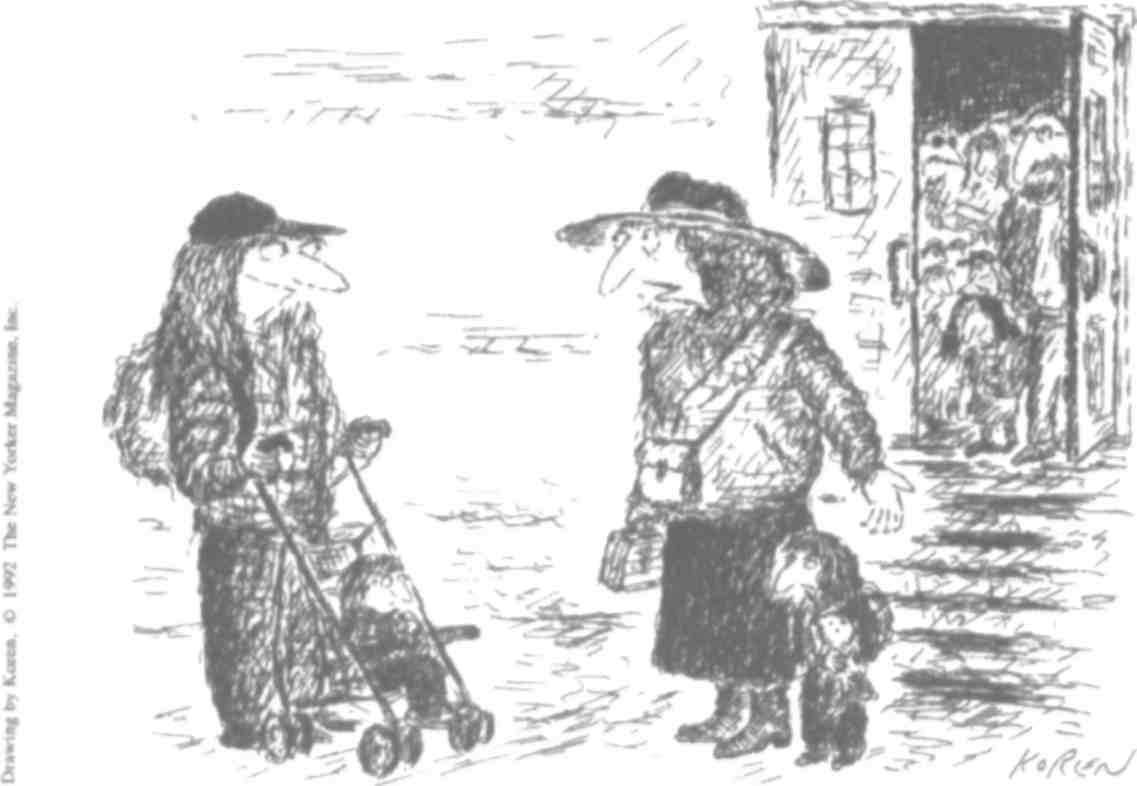 Drawing by Koren. © 1992 The New Yorker Magazine, Inc.
KOREN